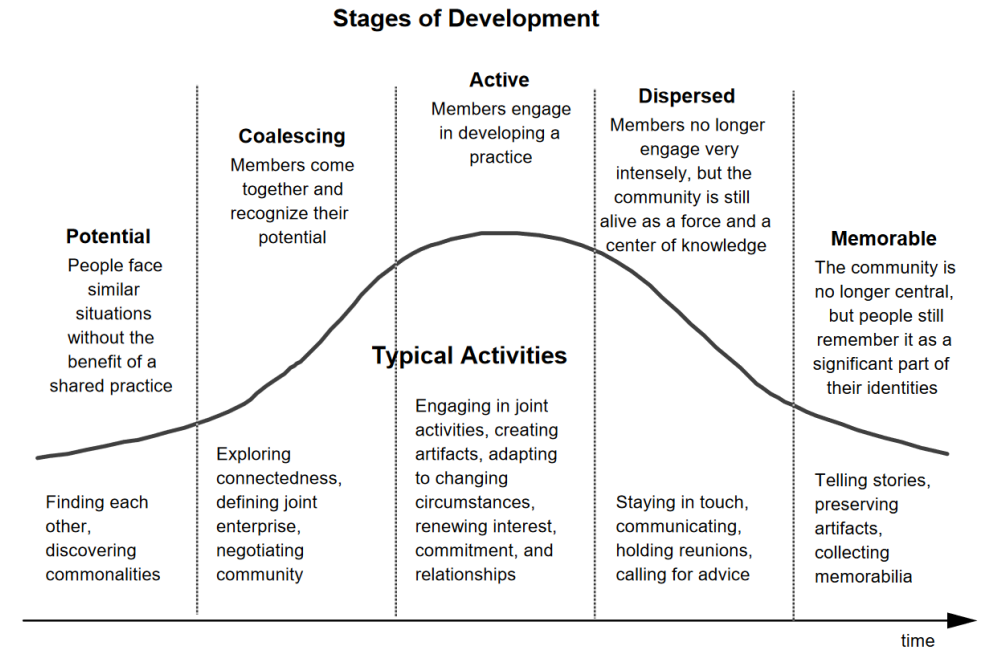 Stages of Development
Potential
People face
similar
situations
without the
benefit of a
shared practice
Coalescing
Members come
together and
recognize their
potential
Active
Members engage
in developing a
practice
Dispersed
Members no longer
engage very
intensely, but the
community is still
alive as a force and a
center of knowledge
Memorable
The community is
no longer central,
but people still
remember it as a
significant part of
their identities
Typical Activities
Finding each
other,
discovering
commonalities
Exploring
connectedness,
defining joint
enterprise,
negotiating
community
Engaging in joint
activities, creating
artifacts, adapting
to changing
circumstances,
renewing interest,
commitment, and
relationships
Staying in touch,
communicating,
holding reunions,
calling for advice
Telling stories,
preserving
artifacts,
collecting
memorabilia
time